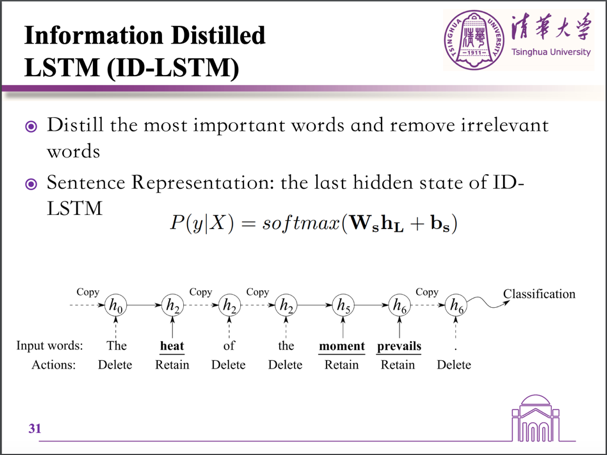 Information Distilled
LSTM (ID-LSTM)
TSINGHUA UNIVERSITY
1911
清華大学
Tsinghua University
Distill the most important words and remove irrelevant
words
Sentence Representation: the last hidden state of ID-
LSTM
P(y|X) = softmax(W_s h_L + b_s)
Copy Copy Copy Copy Classification
h_0 h_2 h_2 h_2 h_5 h_6 h_6
Input words: The heat of the moment prevails .
Actions: Delete Retain Delete Delete Retain Retain Delete
31